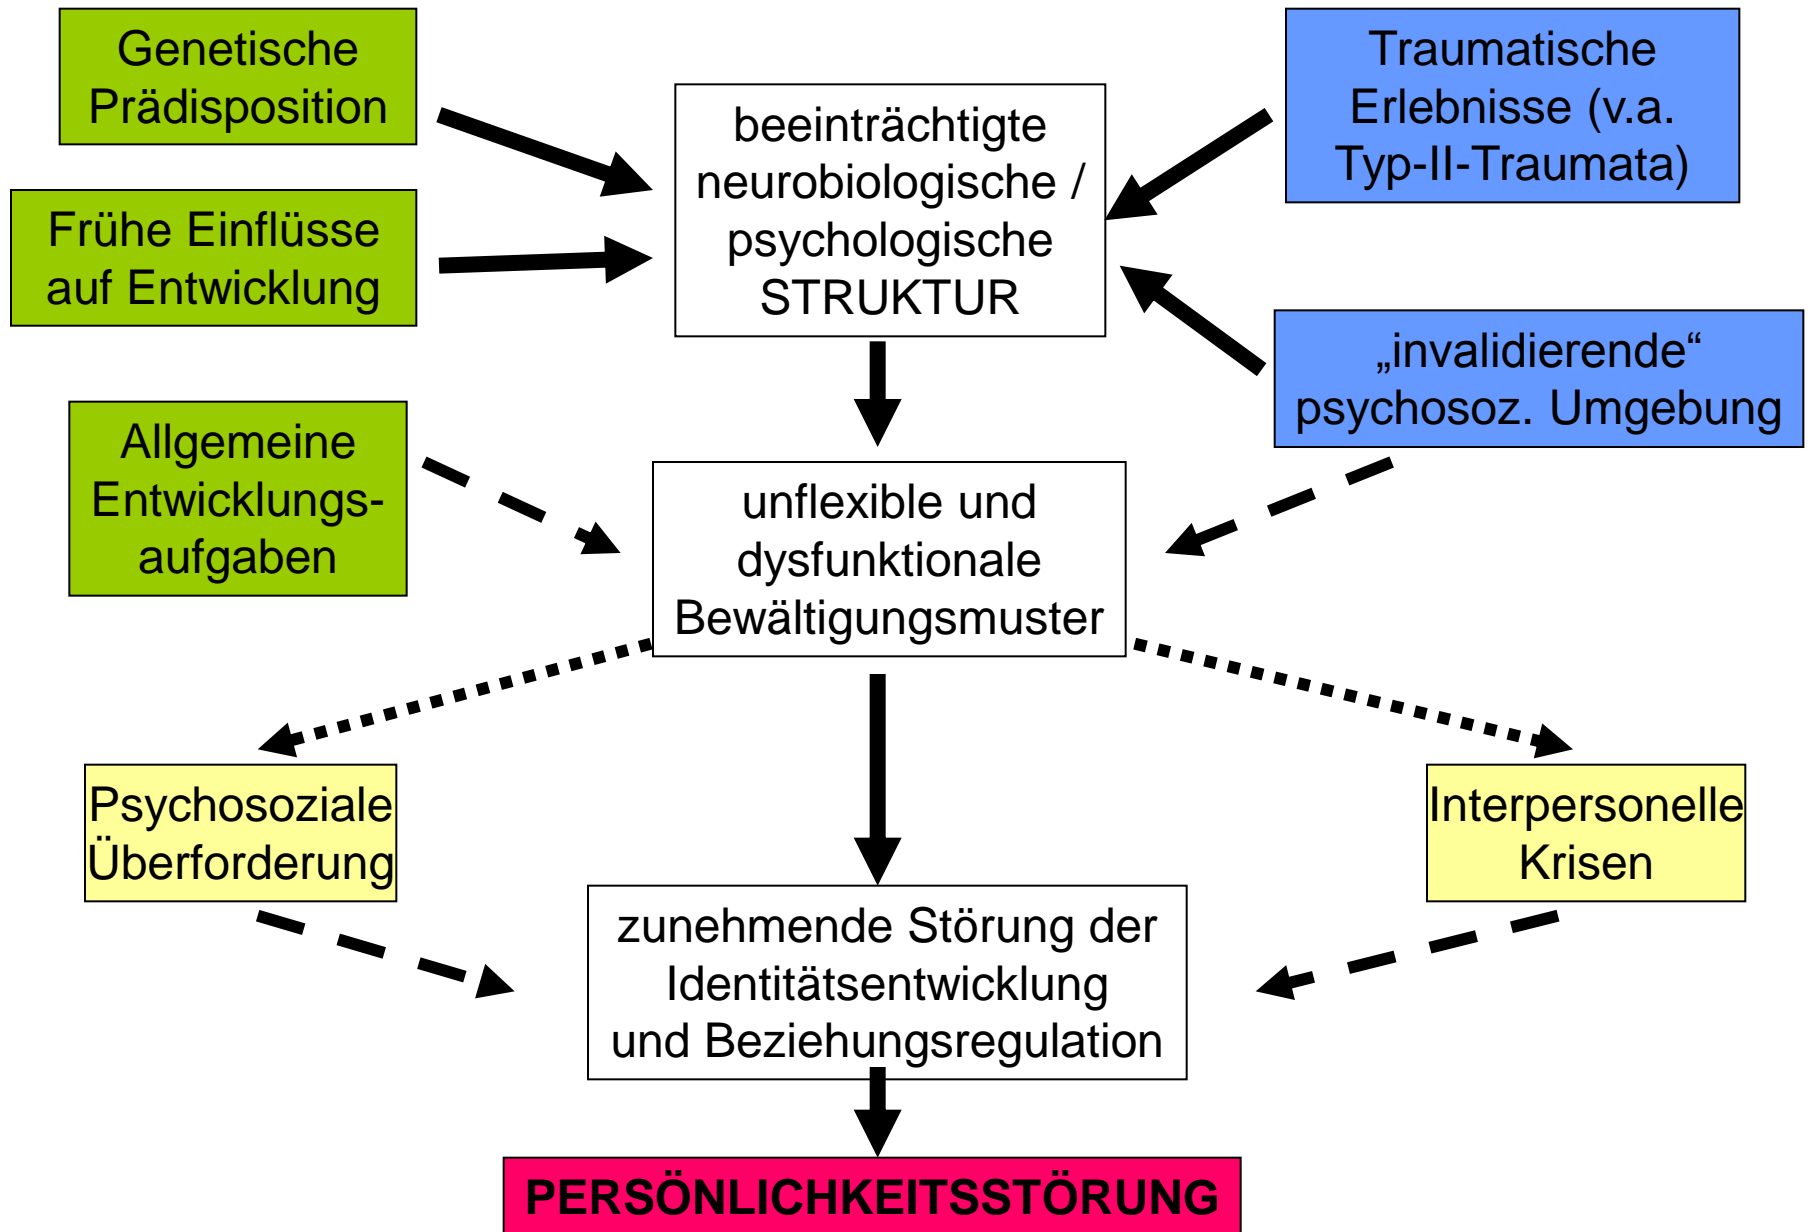 Genetische
Prädisposition
Traumatische
Erlebnisse (v.a.
Typ-II-Traumata)
beeinträchtigte
neurobiologische /
psychologische
STRUKTUR
Frühe Einflüsse
auf Entwicklung
„invalidierende“
psychosoz. Umgebung
Allgemeine
Entwicklungs-
aufgaben
unflexible und
dysfunktionale
Bewältigungsmuster
Psychosoziale
Überforderung
Interpersonelle
Krisen
zunehmende Störung der
Identitätsentwicklung
und Beziehungsregulation
PERSÖNLICHKEITSSTÖRUNG